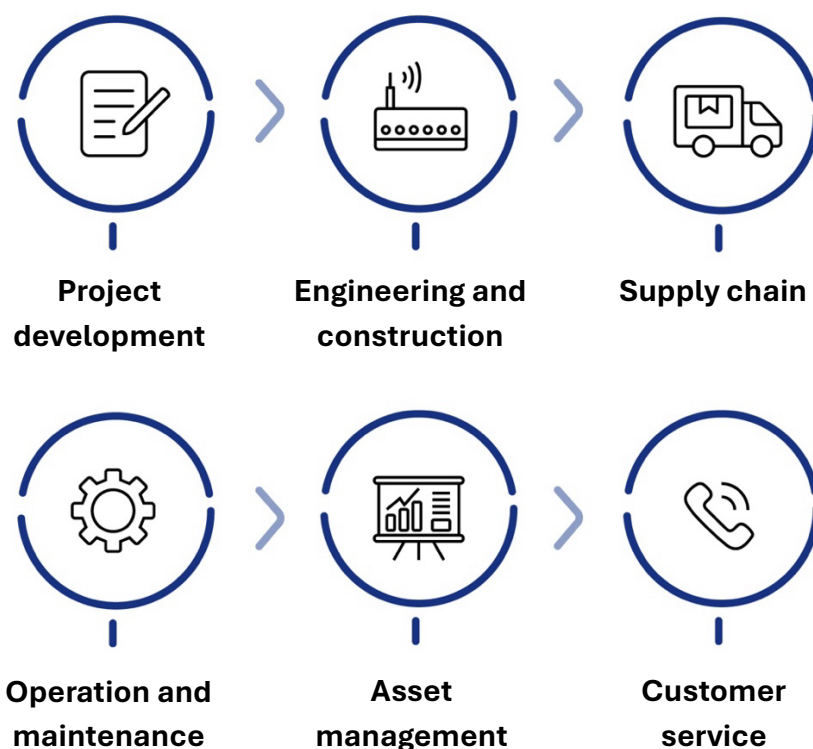 Project
development
Engineering and
construction
Supply chain
Operation and
maintenance
Asset
management
Customer
service